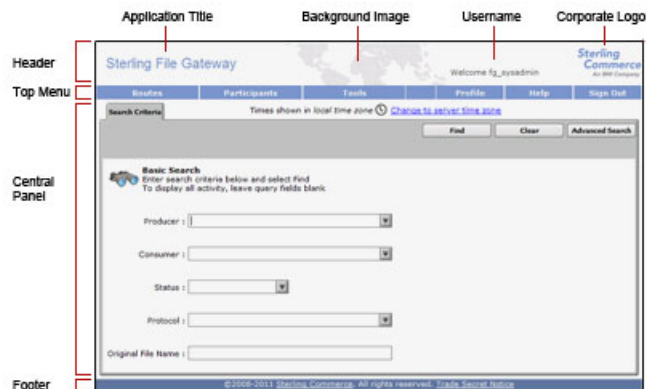 Application Title Background Image Username Corporate Logo
Header
Sterling File Gateway
Welcome fg_sysadmin
Sterling
Commerce
An IBM Company
Top Menu
Routes Participants Tools Profile Help Sign Out
Search Criteria
Times shown in local time zone Change to server time zone
Find Clear Advanced Search
Central
Panel
Basic Search
Enter search criteria below and select Find
To display all activity, leave query fields blank
Producer :
Consumer :
Status :
Protocol :
Original File Name :
Footer
©2008-2011 Sterling Commerce. All rights reserved. Trade Secret Notice